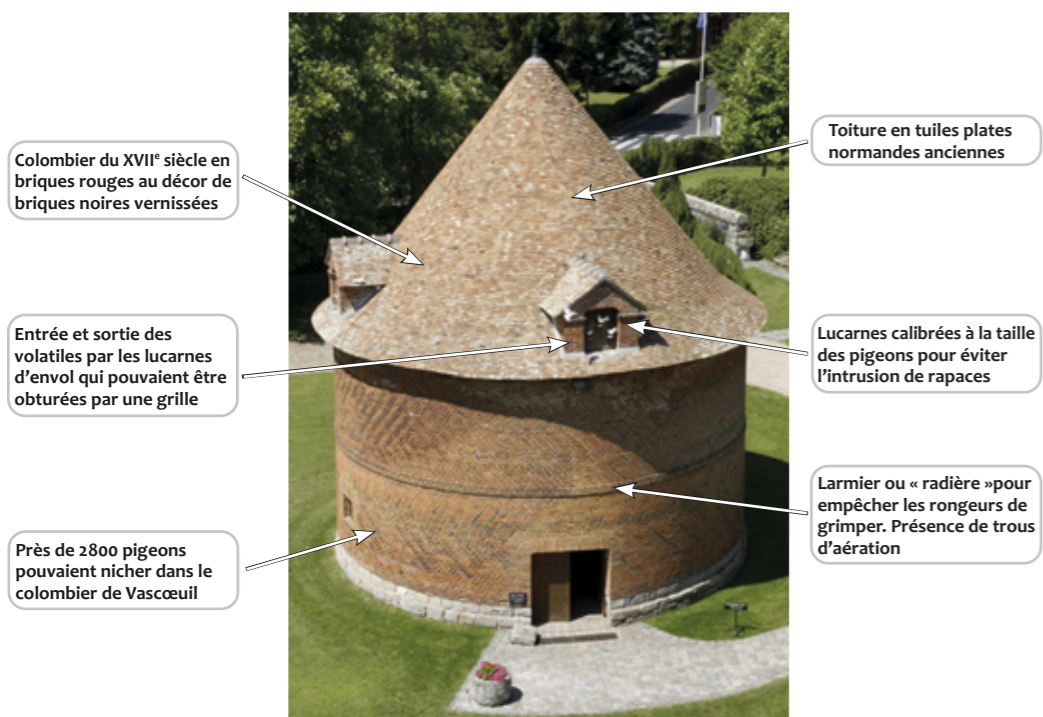 Colombier du XVIIᵉ siècle en
briques rouges au décor de
briques noires vernissées
Entrée et sortie des
volatiles par les lucarnes
d'envol qui pouvaient être
obturées par une grille
Près de 2800 pigeons
pouvaient nicher dans le
colombier de Vascœuil
Toiture en tuiles plates
normandes anciennes
Lucarnes calibrées à la taille
des pigeons pour éviter
l'intrusion de rapaces
Larmier ou « radière »pour
empêcher les rongeurs de
grimper. Présence de trous
d'aération